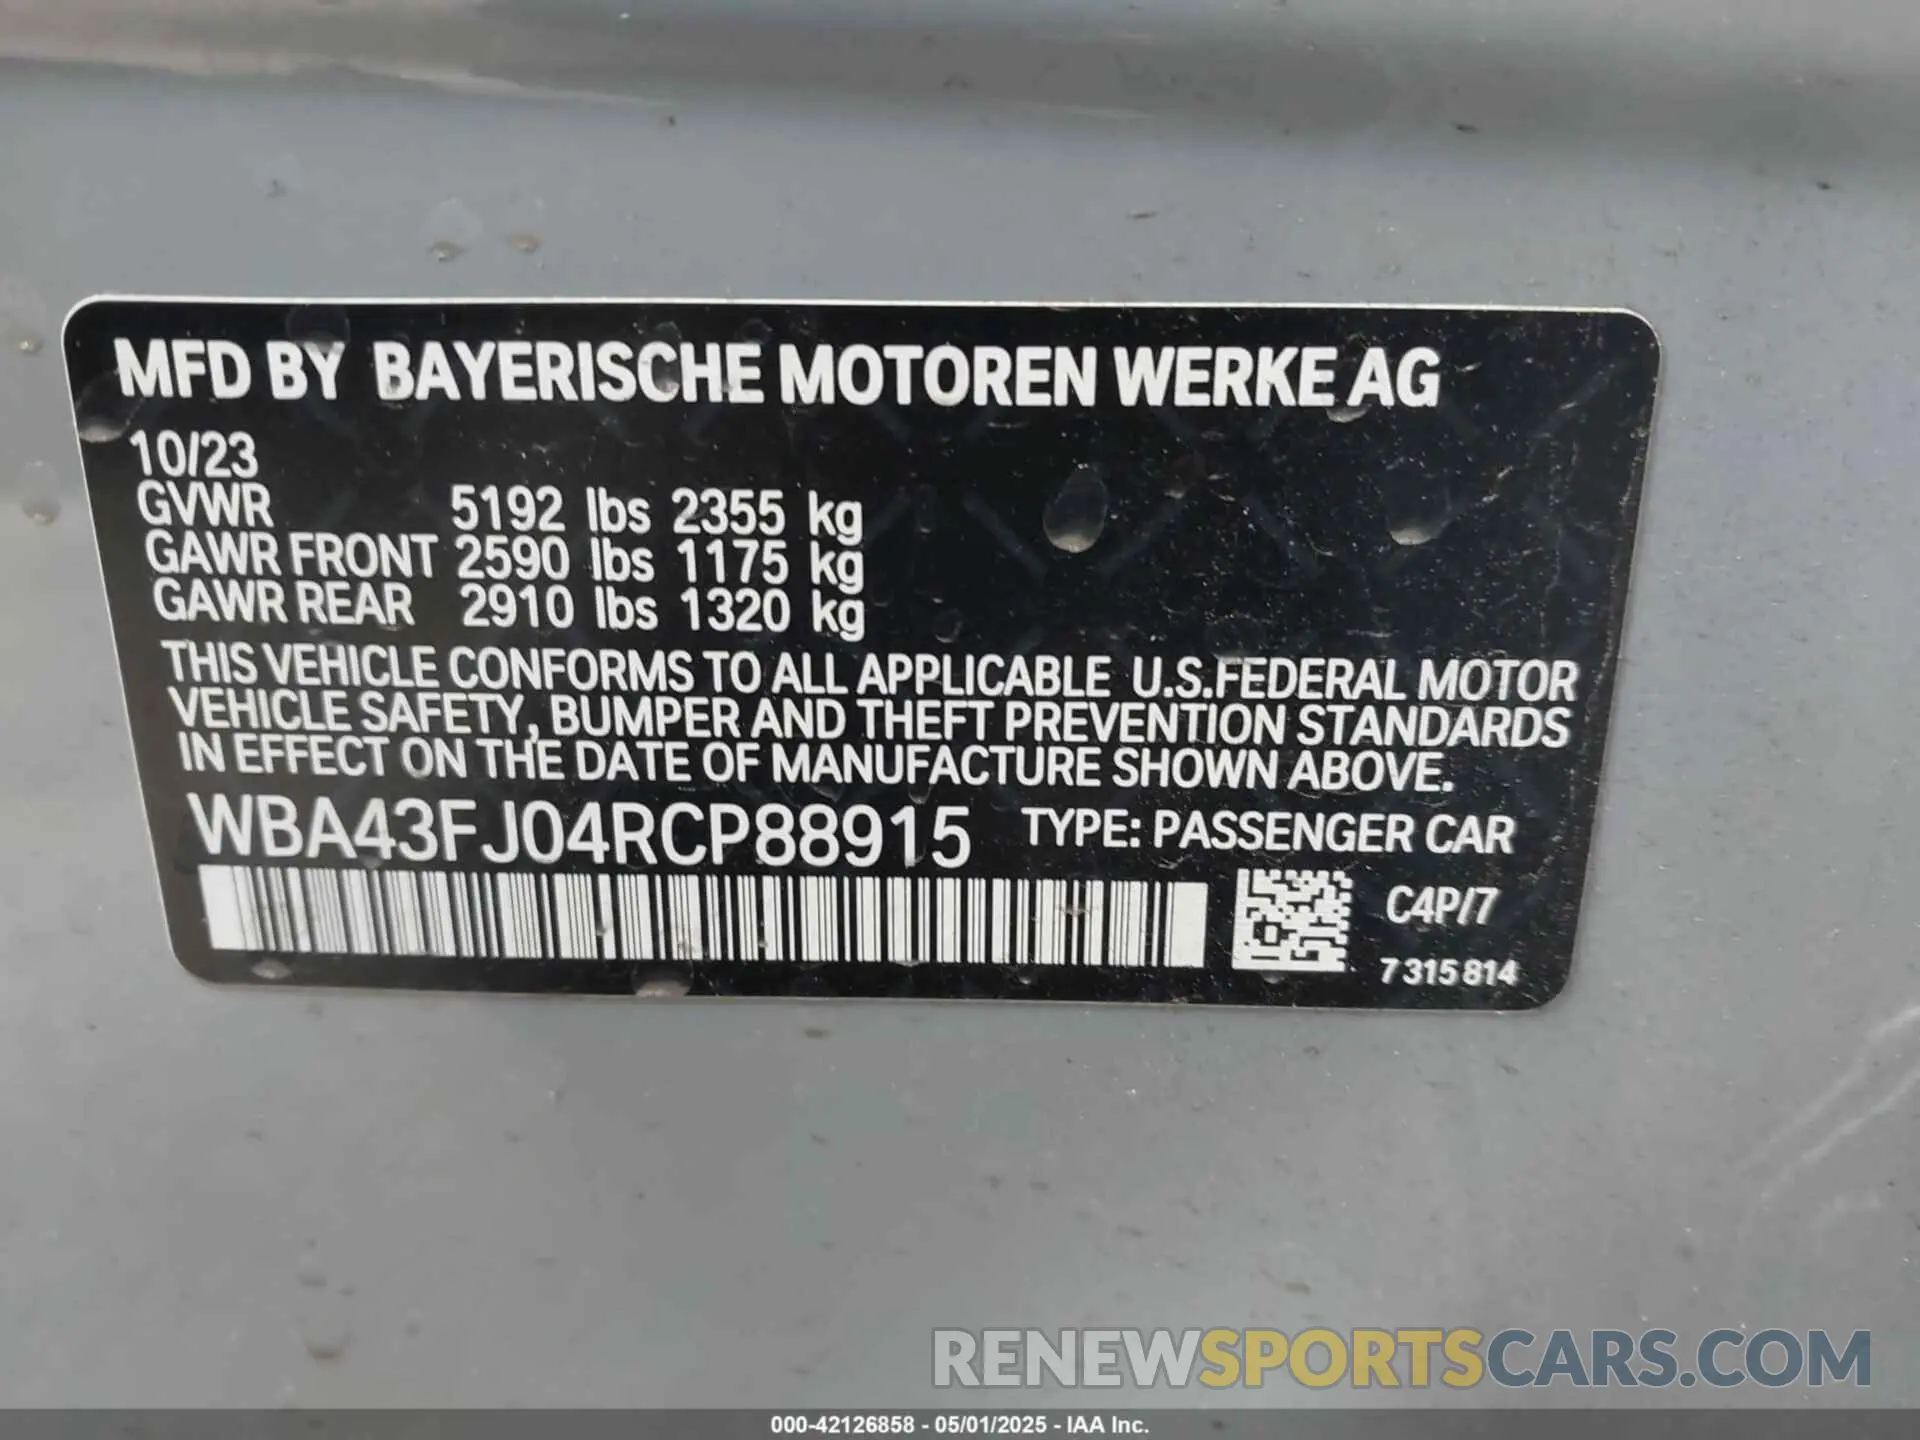 MFD BY BAYERISCHE MOTOREN WERKE AG
10/23
GVWR 5192 lbs 2355 kg
GAWR FRONT 2590 lbs 1175 kg
GAWR REAR 2910 lbs 1320 kg
THIS VEHICLE CONFORMS TO ALL APPLICABLE U.S.FEDERAL MOTOR
VEHICLE SAFETY, BUMPER AND THEFT PREVENTION STANDARDS
IN EFFECT ON THE DATE OF MANUFACTURE SHOWN ABOVE.
WBA43FJ04RCP88915 TYPE: PASSENGER CAR
C4P/7
7 315 814
RENEWSPORTSCARS.COM
000-42126858 - 05/01/2025 - IAA Inc.